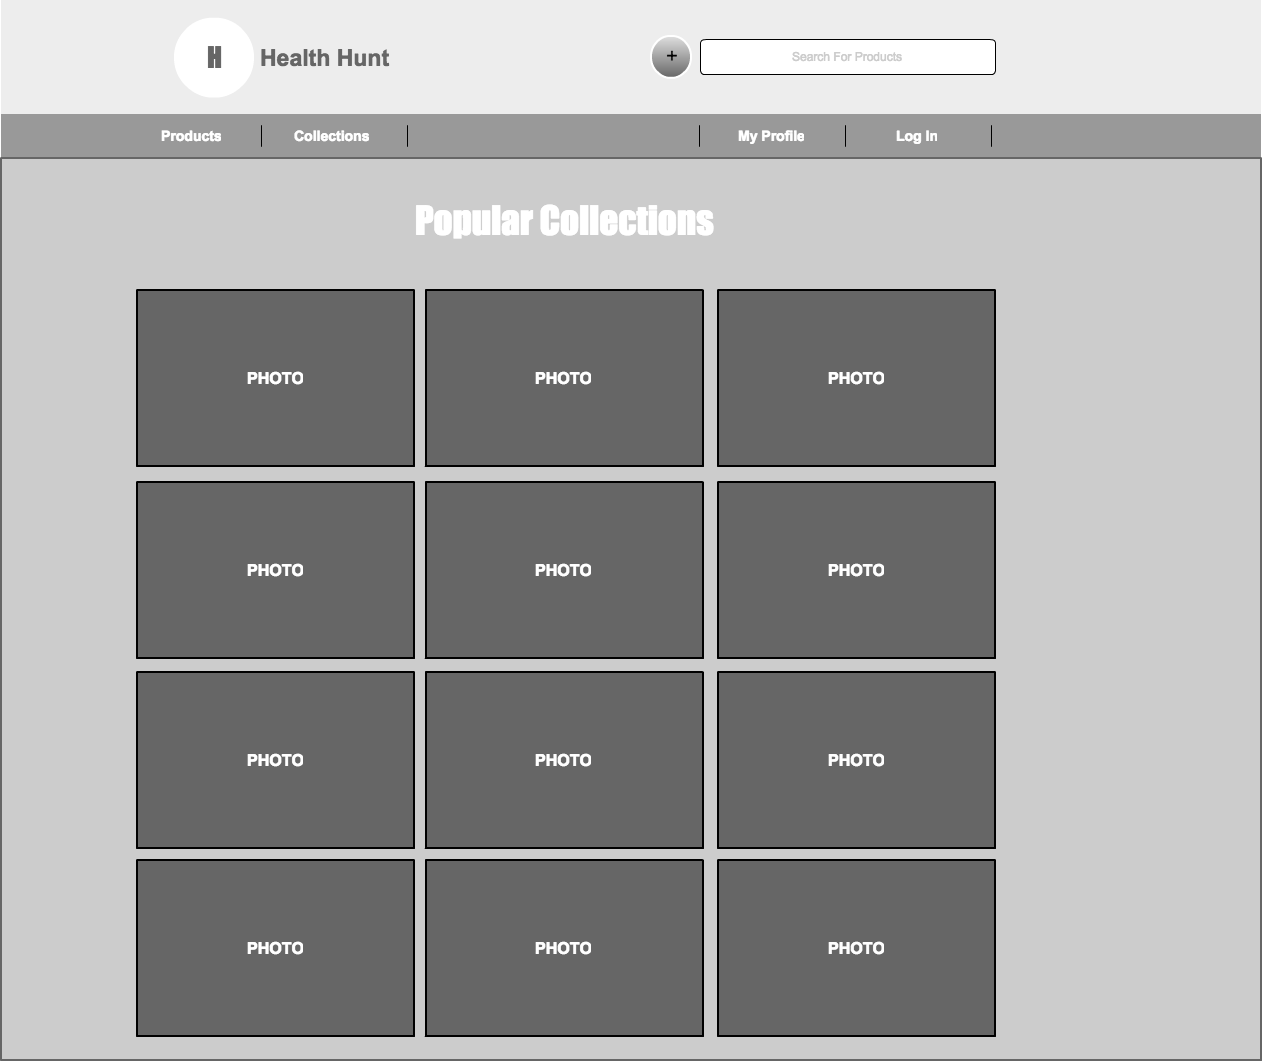 H
Health Hunt
+
Search For Products
Products
Collections
My Profile
Log In
Popular Collections
PHOTO
PHOTO
PHOTO
PHOTO
PHOTO
PHOTO
PHOTO
PHOTO
PHOTO
PHOTO
PHOTO
PHOTO